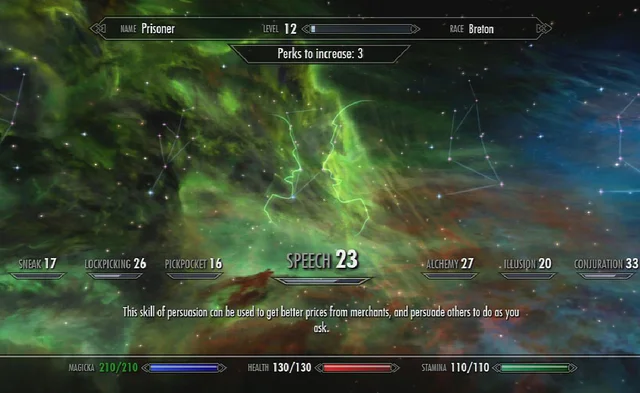 NAME Prisoner LEVEL 12 RACE Breton
Perks to increase: 3
SNEAK 17 LOCKPICKING 26 PICKPOCKET 16 SPEECH 23 ALCHEMY 27 ILLUSION 20 CONJURATION 33
This skill of persuasion can be used to get better prices from merchants, and persuade others to do as you
ask.
MAGICKA 210/210 HEALTH 130/130 STAMINA 110/110